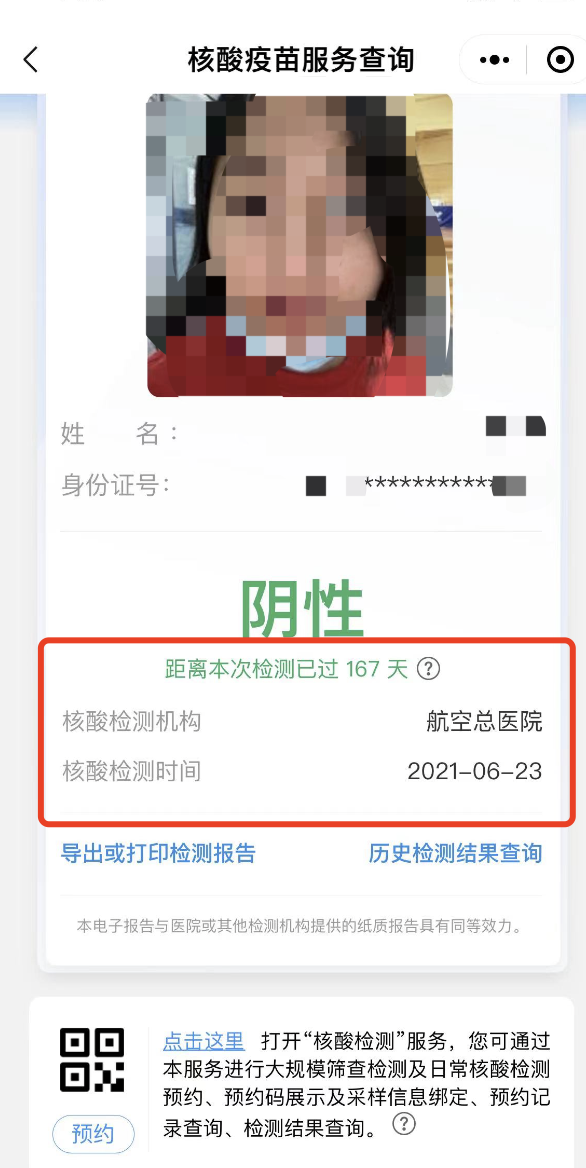 核酸疫苗服务查询
姓 名：
身份证号：
***********
阴性
距离本次检测已过 167 天 ?
核酸检测机构 航空总医院
核酸检测时间 2021-06-23
导出或打印检测报告 历史检测结果查询
本电子报告与医院或其他检测机构提供的纸质报告具有同等效力。
点击这里 打开“核酸检测”服务，您可通过
本服务进行大规模筛查检测及日常核酸检测
预约、预约码展示及采样信息绑定、预约记
录查询、检测结果查询。 ?
预约